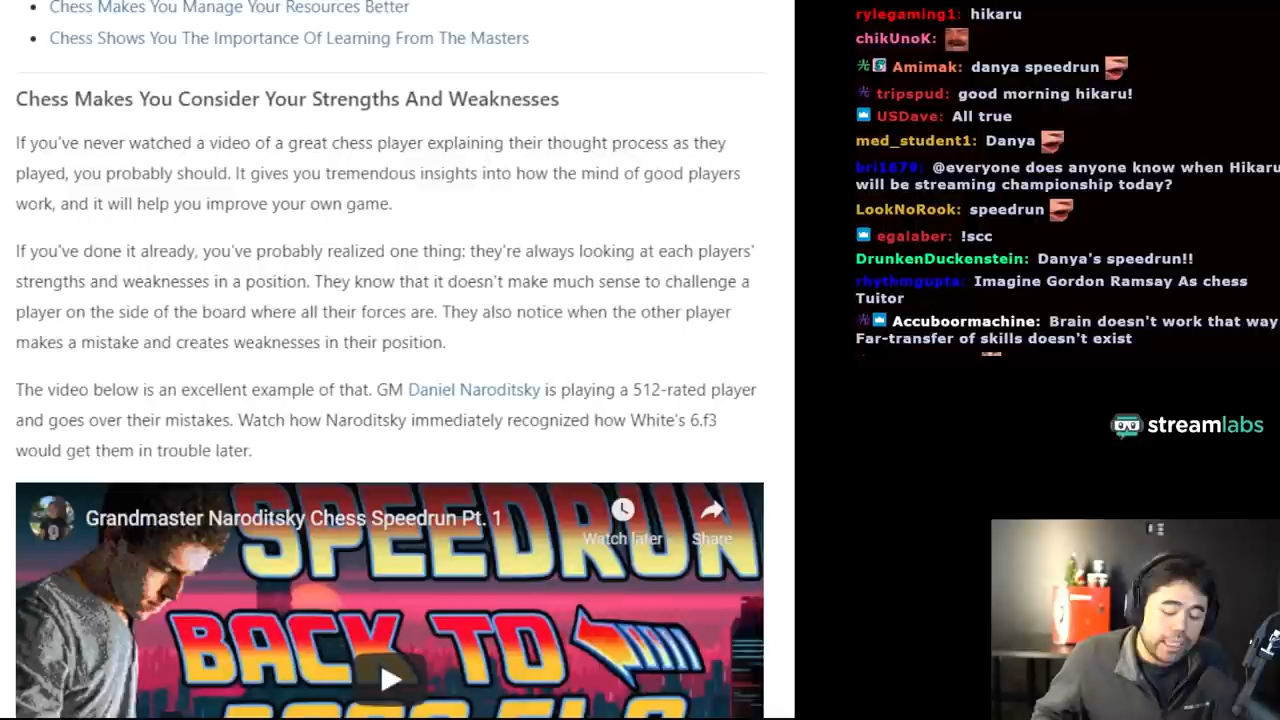 Chess Makes You Manage Your Resources Better
Chess Shows You The Importance Of Learning From The Masters
Chess Makes You Consider Your Strengths And Weaknesses
If you've never watched a video of a great chess player explaining their thought process as they
played, you probably should. It gives you tremendous insights into how the mind of good players
work, and it will help you improve your own game.
If you've done it already, you've probably realized one thing: they're always looking at each players'
strengths and weaknesses in a position. They know that it doesn't make much sense to challenge a
player on the side of the board where all their forces are. They also notice when the other player
makes a mistake and creates weaknesses in their position.
The video below is an excellent example of that. GM Daniel Naroditsky is playing a 512-rated player
and goes over their mistakes. Watch how Naroditsky immediately recognized how White's 6.f3
would get them in trouble later.
Grandmaster Naroditsky Chess Speedrun Pt. 1
Watch later
Share
SPEEDRUN
BACK TO
rylegaming1: hikaru
chikUnoK:
Amimak: danya speedrun
tripspud: good morning hikaru!
USDave: All true
med_student1: Danya
bri1679: @everyone does anyone know when Hikaru
will be streaming championship today?
LookNoRook: speedrun
egalaber: !scc
DrunkenDuckenstein: Danya's speedrun!!
rhythmgupta: Imagine Gordon Ramsay As chess
Tuitor
Accuboormachine: Brain doesn't work that way
Far-transfer of skills doesn't exist
streamlabs